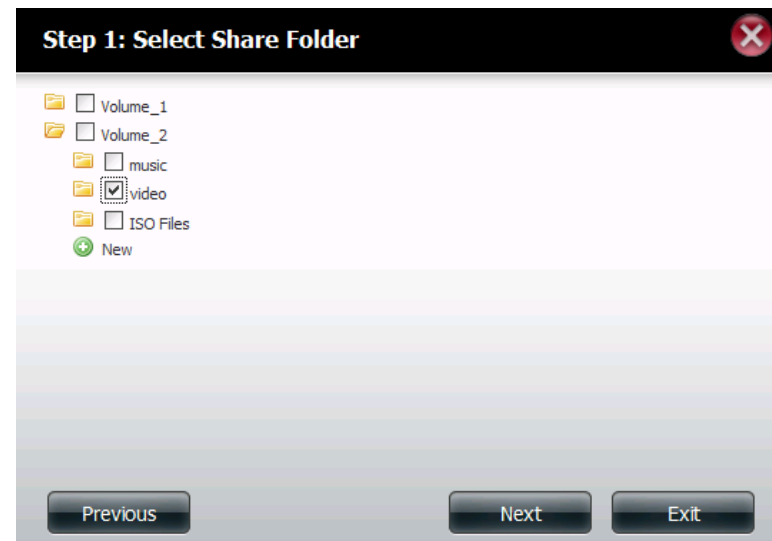 Step 1: Select Share Folder
Volume_1
Volume_2
music
video
ISO Files
New
Previous
Next
Exit